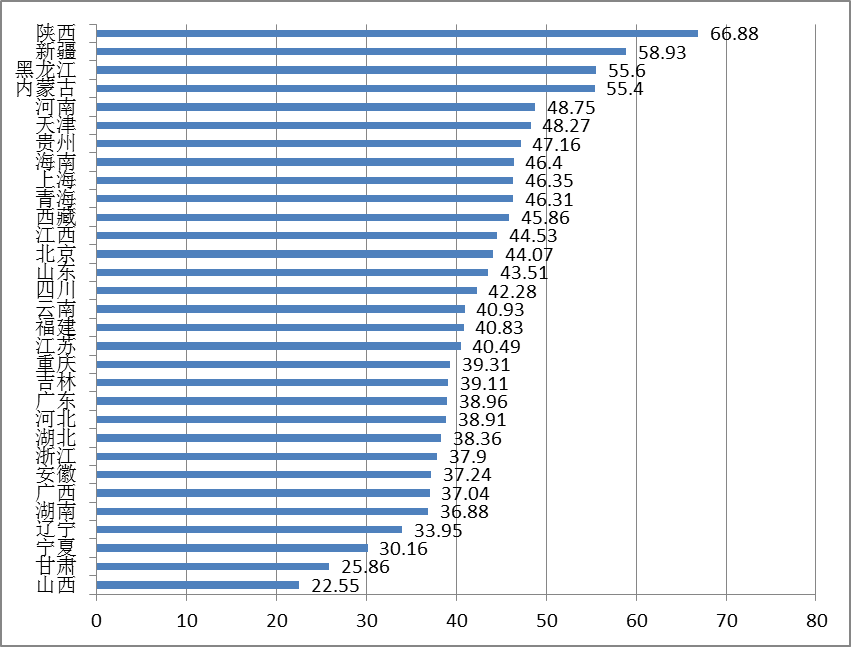 陕西 66.88
新疆 58.93
黑龙江 55.6
内蒙古 55.4
河南 48.75
天津 48.27
贵州 47.16
海南 46.4
上海 46.35
青海 46.31
西藏 45.86
江西 44.53
北京 44.07
山东 43.51
四川 42.28
云南 40.93
福建 40.83
江苏 40.49
重庆 39.31
吉林 39.11
广东 38.96
河北 38.91
湖北 38.36
浙江 37.9
安徽 37.24
广西 37.04
湖南 36.88
辽宁 33.95
宁夏 30.16
甘肃 25.86
山西 22.55
0 10 20 30 40 50 60 70 80